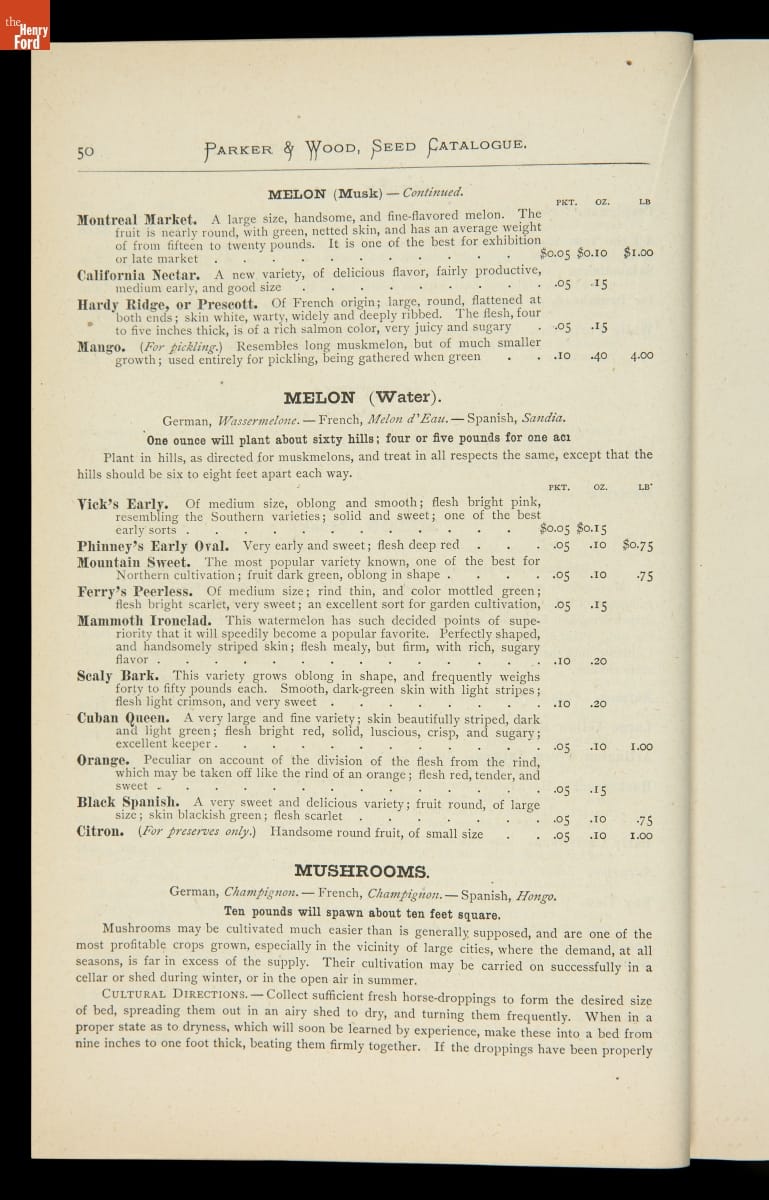 the
Henry
Ford
50 PARKER & WOOD, SEED CATALOGUE.
MELON (Musk) — Continued.
PKT. OZ. LB
Montreal Market. A large size, handsome, and fine-flavored melon. The
fruit is nearly round, with green, netted skin, and has an average weight
of from fifteen to twenty pounds. It is one of the best for exhibition
or late market . . . . . . . . . . . $0.05 $0.10 $1.00
California Nectar. A new variety, of delicious flavor, fairly productive,
medium early, and good size . . . . . . . . . .05 .15
Hardy Ridge, or Prescott. Of French origin; large, round, flattened at
both ends; skin white, warty, widely and deeply ribbed. The flesh, four
to five inches thick, is of a rich salmon color, very juicy and sugary . .05 .15
Mango. (For pickling.) Resembles long muskmelon, but of much smaller
growth; used entirely for pickling, being gathered when green . . .10 .40 4.00
MELON (Water).
German, Wassermelone. — French, Melon d'Eau. — Spanish, Sandia.
One ounce will plant about sixty hills; four or five pounds for one aci
Plant in hills, as directed for muskmelons, and treat in all respects the same, except that the
hills should be six to eight feet apart each way.
PKT. OZ. LB
Vick's Early. Of medium size, oblong and smooth; flesh bright pink,
resembling the Southern varieties; solid and sweet; one of the best
early sorts . . . . . . . . . . . . $0.05 $0.15
Phinney's Early Oval. Very early and sweet; flesh deep red . . . .05 .10 $0.75
Mountain Sweet. The most popular variety known, one of the best for
Northern cultivation; fruit dark green, oblong in shape . . . . .05 .10 .75
Ferry's Peerless. Of medium size; rind thin, and color mottled green;
flesh bright scarlet, very sweet; an excellent sort for garden cultivation, .05 .15
Mammoth Ironclad. This watermelon has such decided points of supe-
riority that it will speedily become a popular favorite. Perfectly shaped,
and handsomely striped skin; flesh mealy, but firm, with rich, sugary
flavor . . . . . . . . . . . . . . .10 .20
Scaly Bark. This variety grows oblong in shape, and frequently weighs
forty to fifty pounds each. Smooth, dark-green skin with light stripes;
flesh light crimson, and very sweet . . . . . . . . .10 .20
Cuban Queen. A very large and fine variety; skin beautifully striped, dark
and light green; flesh bright red, solid, luscious, crisp, and sugary;
excellent keeper . . . . . . . . . . . . .05 .10 1.00
Orange. Peculiar on account of the division of the flesh from the rind,
which may be taken off like the rind of an orange; flesh red, tender, and
sweet . . . . . . . . . . . . . . .05 .15
Black Spanish. A very sweet and delicious variety; fruit round, of large
size; skin blackish green; flesh scarlet . . . . . . . .05 .10 .75
Citron. (For preserves only.) Handsome round fruit, of small size . . .05 .10 1.00
MUSHROOMS.
German, Champignon. — French, Champignon. — Spanish, Hongo.
Ten pounds will spawn about ten feet square.
Mushrooms may be cultivated much easier than is generally supposed, and are one of the
most profitable crops grown, especially in the vicinity of large cities, where the demand, at all
seasons, is far in excess of the supply. Their cultivation may be carried on successfully in a
cellar or shed during winter, or in the open air in summer.
CULTURAL DIRECTIONS. — Collect sufficient fresh horse-droppings to form the desired size
of bed, spreading them out in an airy shed to dry, and turning them frequently. When in a
proper state as to dryness, which will soon be learned by experience, make these into a bed from
nine inches to one foot thick, beating them firmly together. If the droppings have been properly